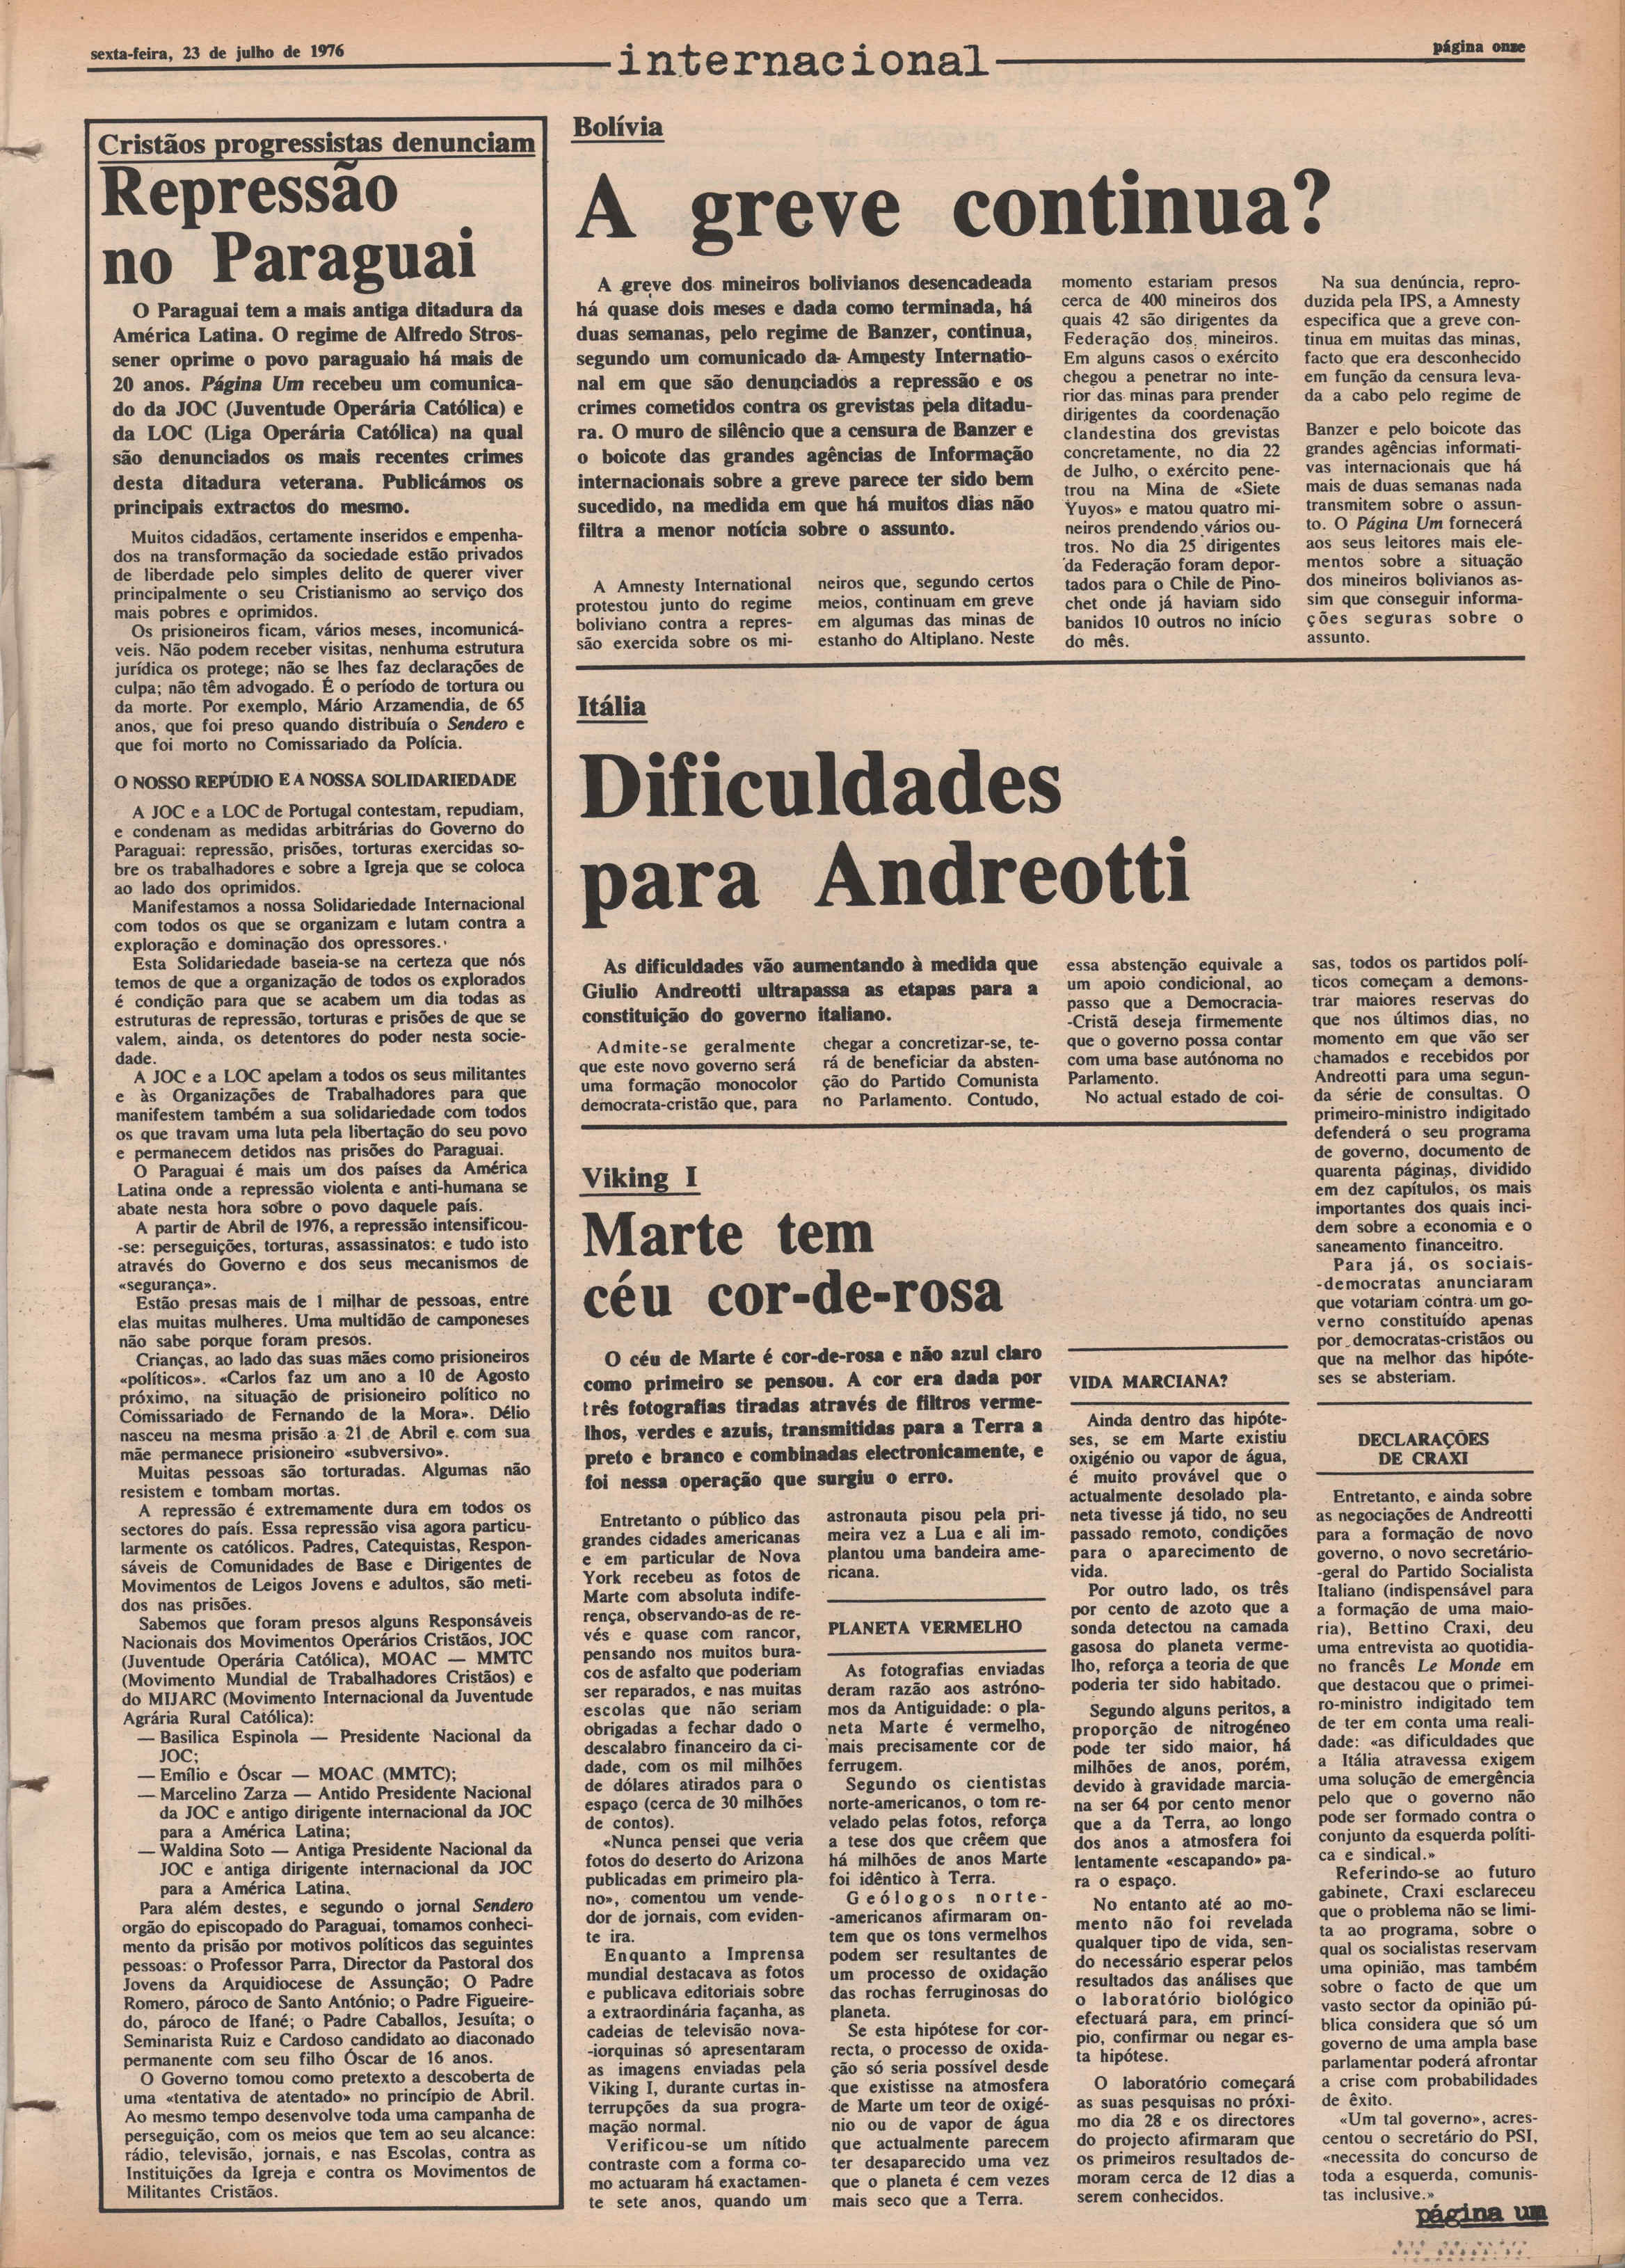 sexta-feira, 23 de julho de 1976
internacional
página onze
Cristãos progressistas denunciam
Repressão
no Paraguai
O Paraguai tem a mais antiga ditadura da
América Latina. O regime de Alfredo Stros-
sener oprime o povo paraguaio há mais de
20 anos. Página Um recebeu um comunica-
do da JOC (Juventude Operária Católica) e
da LOC (Liga Operária Católica) na qual
são denunciados os mais recentes crimes
desta ditadura veterana. Publicámos os
principais extractos do mesmo.
Muitos cidadãos, certamente inseridos e empenha-
dos na transformação da sociedade estão privados
de liberdade pelo simples delito de querer viver
principalmente o seu Cristianismo ao serviço dos
mais pobres e oprimidos.
Os prisioneiros ficam, vários meses, incomunicá-
veis. Não podem receber visitas, nenhuma estrutura
jurídica os protege; não se lhes faz declarações de
culpa; não têm advogado. É o período de tortura ou
da morte. Por exemplo, Mário Arzamendia, de 65
anos, que foi preso quando distribuía o Sendero e
que foi morto no Comissariado da Polícia.
O NOSSO REPÚDIO E A NOSSA SOLIDARIEDADE
A JOC e a LOC de Portugal contestam, repudiam,
e condenam as medidas arbitrárias do Governo do
Paraguai: repressão, prisões, torturas exercidas so-
bre os trabalhadores e sobre a Igreja que se coloca
ao lado dos oprimidos.
Manifestamos a nossa Solidariedade Internacional
com todos os que se organizam e lutam contra a
exploração e dominação dos opressores.
Esta Solidariedade baseia-se na certeza que nós
temos de que a organização de todos os explorados
é condição para que se acabem um dia todas as
estruturas de repressão, torturas e prisões de que se
valem, ainda, os detentores do poder nesta socie-
dade.
A JOC e a LOC apelam a todos os seus militantes
e às Organizações de Trabalhadores para que
manifestem também a sua solidariedade com todos
os que travam uma luta pela libertação do seu povo
e permanecem detidos nas prisões do Paraguai.
O Paraguai é mais um dos países da América
Latina onde a repressão violenta e anti-humana se
abate nesta hora sobre o povo daquele país.
A partir de Abril de 1976, a repressão intensificou-
-se: perseguições, torturas, assassinatos: e tudo isto
através do Governo e dos seus mecanismos de
«segurança».
Estão presas mais de 1 milhar de pessoas, entre
elas muitas mulheres. Uma multidão de camponeses
não sabe porque foram presos.
Crianças, ao lado das suas mães como prisioneiros
«políticos». «Carlos faz um ano a 10 de Agosto
próximo, na situação de prisioneiro político no
Comissariado de Fernando de la Mora». Délio
nasceu na mesma prisão a 21 de Abril e com sua
mãe permanece prisioneiro «subversivo».
Muitas pessoas são torturadas. Algumas não
resistem e tombam mortas.
A repressão é extremamente dura em todos os
sectores do país. Essa repressão visa agora particu-
larmente os católicos. Padres, Catequistas, Respon-
sáveis de Comunidades de Base e Dirigentes de
Movimentos de Leigos Jovens e adultos, são meti-
dos nas prisões.
Sabemos que foram presos alguns Responsáveis
Nacionais dos Movimentos Operários Cristãos, JOC
(Juventude Operária Católica), MOAC — MMTC
(Movimento Mundial de Trabalhadores Cristãos) e
do MIJARC (Movimento Internacional da Juventude
Agrária Rural Católica):
— Basilica Espinola — Presidente Nacional da
JOC;
— Emílio e Óscar — MOAC (MMTC);
— Marcelino Zarza — Antido Presidente Nacional
da JOC e antigo dirigente internacional da JOC
para a América Latina;
— Waldina Soto — Antiga Presidente Nacional da
JOC e antiga dirigente internacional da JOC
para a América Latina.
Para além destes, e segundo o jornal Sendero
orgão do episcopado do Paraguai, tomamos conheci-
mento da prisão por motivos políticos das seguintes
pessoas: o Professor Parra, Director da Pastoral dos
Jovens da Arquidiocese de Assunção; O Padre
Romero, pároco de Santo António; o Padre Figueire-
do, pároco de Ifané; o Padre Caballos, Jesuíta; o
Seminarista Ruiz e Cardoso candidato ao diaconado
permanente com seu filho Óscar de 16 anos.
O Governo tomou como pretexto a descoberta de
uma «tentativa de atentado» no princípio de Abril.
Ao mesmo tempo desenvolve toda uma campanha de
perseguição, com os meios que tem ao seu alcance:
rádio, televisão, jornais, e nas Escolas, contra as
Instituições da Igreja e contra os Movimentos de
Militantes Cristãos.
Bolívia
A greve continua?
A greve dos mineiros bolivianos desencadeada
há quase dois meses e dada como terminada, há
duas semanas, pelo regime de Banzer, continua,
segundo um comunicado da Amnesty Internatio-
nal em que são denunciados a repressão e os
crimes cometidos contra os grevistas pela ditadu-
ra. O muro de silêncio que a censura de Banzer e
o boicote das grandes agências de Informação
internacionais sobre a greve parece ter sido bem
sucedido, na medida em que há muitos dias não
filtra a menor notícia sobre o assunto.
A Amnesty International
protestou junto do regime
boliviano contra a repres-
são exercida sobre os mi-
neiros que, segundo certos
meios, continuam em greve
em algumas das minas de
estanho do Altiplano. Neste
momento estariam presos
cerca de 400 mineiros dos
quais 42 são dirigentes da
Federação dos mineiros.
Em alguns casos o exército
chegou a penetrar no inte-
rior das minas para prender
dirigentes da coordenação
clandestina dos grevistas
concretamente, no dia 22
de Julho, o exército pene-
trou na Mina de «Siete
Yuyos» e matou quatro mi-
neiros prendendo vários ou-
tros. No dia 25 dirigentes
da Federação foram depor-
tados para o Chile de Pino-
chet onde já haviam sido
banidos 10 outros no início
do mês.
Na sua denúncia, repro-
duzida pela IPS, a Amnesty
especifica que a greve con-
tinua em muitas das minas,
facto que era desconhecido
em função da censura leva-
da a cabo pelo regime de
Banzer e pelo boicote das
grandes agências informati-
vas internacionais que há
mais de duas semanas nada
transmitem sobre o assun-
to. O Página Um fornecerá
aos seus leitores mais ele-
mentos sobre a situação
dos mineiros bolivianos as-
sim que conseguir informa-
ções seguras sobre o
assunto.
Itália
Dificuldades
para Andreotti
As dificuldades vão aumentando à medida que
Giulio Andreotti ultrapassa as etapas para a
constituição do governo italiano.
Admite-se geralmente
que este novo governo será
uma formação monocolor
democrata-cristão que, para
chegar a concretizar-se, te-
rá de beneficiar da absten-
ção do Partido Comunista
no Parlamento. Contudo,
essa abstenção equivale a
um apoio condicional, ao
passo que a Democracia-
-Cristã deseja firmemente
que o governo possa contar
com uma base autónoma no
Parlamento.
No actual estado de coi-
sas, todos os partidos polí-
ticos começam a demons-
trar maiores reservas do
que nos últimos dias, no
momento em que vão ser
chamados e recebidos por
Andreotti para uma segun-
da série de consultas. O
primeiro-ministro indigitado
defenderá o seu programa
de governo, documento de
quarenta páginas, dividido
em dez capítulos, os mais
importantes dos quais inci-
dem sobre a economia e o
saneamento financeitro.
Para já, os sociais-
-democratas anunciaram
que votariam contra um go-
verno constituído apenas
por democratas-cristãos ou
que na melhor das hipóte-
ses se absteriam.
DECLARAÇÕES
DE CRAXI
Entretanto, e ainda sobre
as negociações de Andreotti
para a formação de novo
governo, o novo secretário-
-geral do Partido Socialista
Italiano (indispensável para
a formação de uma maio-
ria), Bettino Craxi, deu
uma entrevista ao quotidia-
no francês Le Monde em
que destacou que o primei-
ro-ministro indigitado tem
de ter em conta uma reali-
dade: «as dificuldades que
a Itália atravessa exigem
uma solução de emergência
pelo que o governo não
pode ser formado contra o
conjunto da esquerda políti-
ca e sindical.»
Referindo-se ao futuro
gabinete, Craxi esclareceu
que o problema não se limi-
ta ao programa, sobre o
qual os socialistas reservam
uma opinião, mas também
sobre o facto de que um
vasto sector da opinião pú-
blica considera que só um
governo de uma ampla base
parlamentar poderá afrontar
a crise com probabilidades
de êxito.
«Um tal governo», acres-
centou o secretário do PSI,
«necessita do concurso de
toda a esquerda, comunis-
tas inclusive.»
Viking I
Marte tem
céu cor-de-rosa
O céu de Marte é cor-de-rosa e não azul claro
como primeiro se pensou. A cor era dada por
três fotografias tiradas através de filtros verme-
lhos, verdes e azuis, transmitidas para a Terra a
preto e branco e combinadas electronicamente, e
foi nessa operação que surgiu o erro.
Entretanto o público das
grandes cidades americanas
e em particular de Nova
York recebeu as fotos de
Marte com absoluta indife-
rença, observando-as de re-
vés e quase com rancor,
pensando nos muitos bura-
cos de asfalto que poderiam
ser reparados, e nas muitas
escolas que não seriam
obrigadas a fechar dado o
descalabro financeiro da ci-
dade, com os mil milhões
de dólares atirados para o
espaço (cerca de 30 milhões
de contos).
«Nunca pensei que veria
fotos do deserto do Arizona
publicadas em primeiro pla-
no», comentou um vende-
dor de jornais, com eviden-
te ira.
Enquanto a Imprensa
mundial destacava as fotos
e publicava editoriais sobre
a extraordinária façanha, as
cadeias de televisão nova-
-iorquinas só apresentaram
as imagens enviadas pela
Viking I, durante curtas in-
terrupções da sua progra-
mação normal.
Verificou-se um nítido
contraste com a forma co-
mo actuaram há exactamen-
te sete anos, quando um
astronauta pisou pela pri-
meira vez a Lua e ali im-
plantou uma bandeira ame-
ricana.
PLANETA VERMELHO
As fotografias enviadas
deram razão aos astróno-
mos da Antiguidade: o pla-
neta Marte é vermelho,
mais precisamente cor de
ferrugem.
Segundo os cientistas
norte-americanos, o tom re-
velado pelas fotos, reforça
a tese dos que crêem que
há milhões de anos Marte
foi idêntico à Terra.
Geólogos norte-
-americanos afirmaram on-
tem que os tons vermelhos
podem ser resultantes de
um processo de oxidação
das rochas ferruginosas do
planeta.
Se esta hipótese for cor-
recta, o processo de oxida-
ção só seria possível desde
que existisse na atmosfera
de Marte um teor de oxigé-
nio ou de vapor de água
que actualmente parecem
ter desaparecido uma vez
que o planeta é cem vezes
mais seco que a Terra.
VIDA MARCIANA?
Ainda dentro das hipóte-
ses, se em Marte existiu
oxigénio ou vapor de água,
é muito provável que o
actualmente desolado pla-
neta tivesse já tido, no seu
passado remoto, condições
para o aparecimento de
vida.
Por outro lado, os três
por cento de azoto que a
sonda detectou na camada
gasosa do planeta verme-
lho, reforça a teoria de que
poderia ter sido habitado.
Segundo alguns peritos, a
proporção de nitrogéneo
pode ter sido maior, há
milhões de anos, porém,
devido à gravidade marcia-
na ser 64 por cento menor
que a da Terra, ao longo
dos anos a atmosfera foi
lentamente «escapando» pa-
ra o espaço.
No entanto até ao mo-
mento não foi revelada
qualquer tipo de vida, sen-
do necessário esperar pelos
resultados das análises que
o laboratório biológico
efectuará para, em princí-
pio, confirmar ou negar es-
ta hipótese.
O laboratório começará
as suas pesquisas no próxi-
mo dia 28 e os directores
do projecto afirmaram que
os primeiros resultados de-
moram cerca de 12 dias a
serem conhecidos.
página um